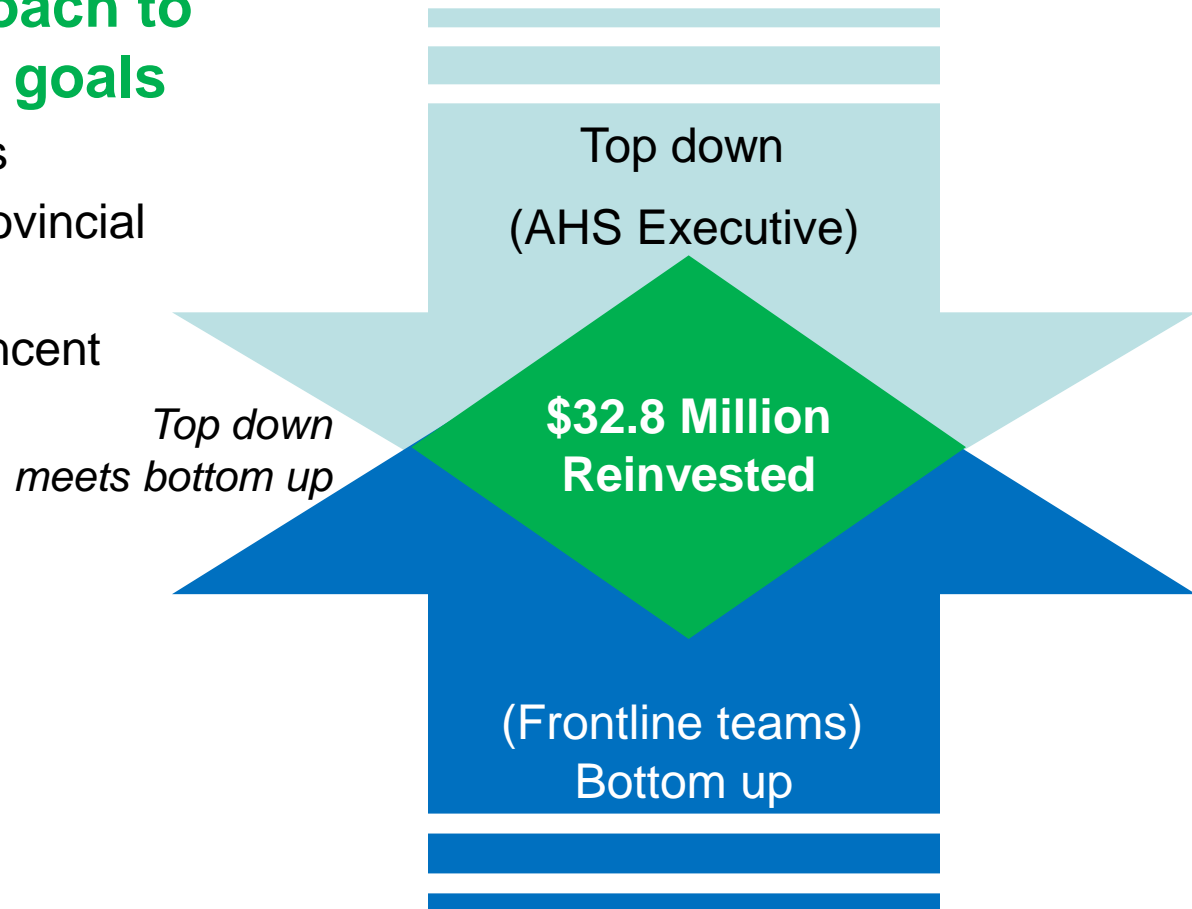 oach to
goals
s
ovincial
ncent
Top down
(AHS Executive)
Top down
meets bottom up
$32.8 Million
Reinvested
(Frontline teams)
Bottom up